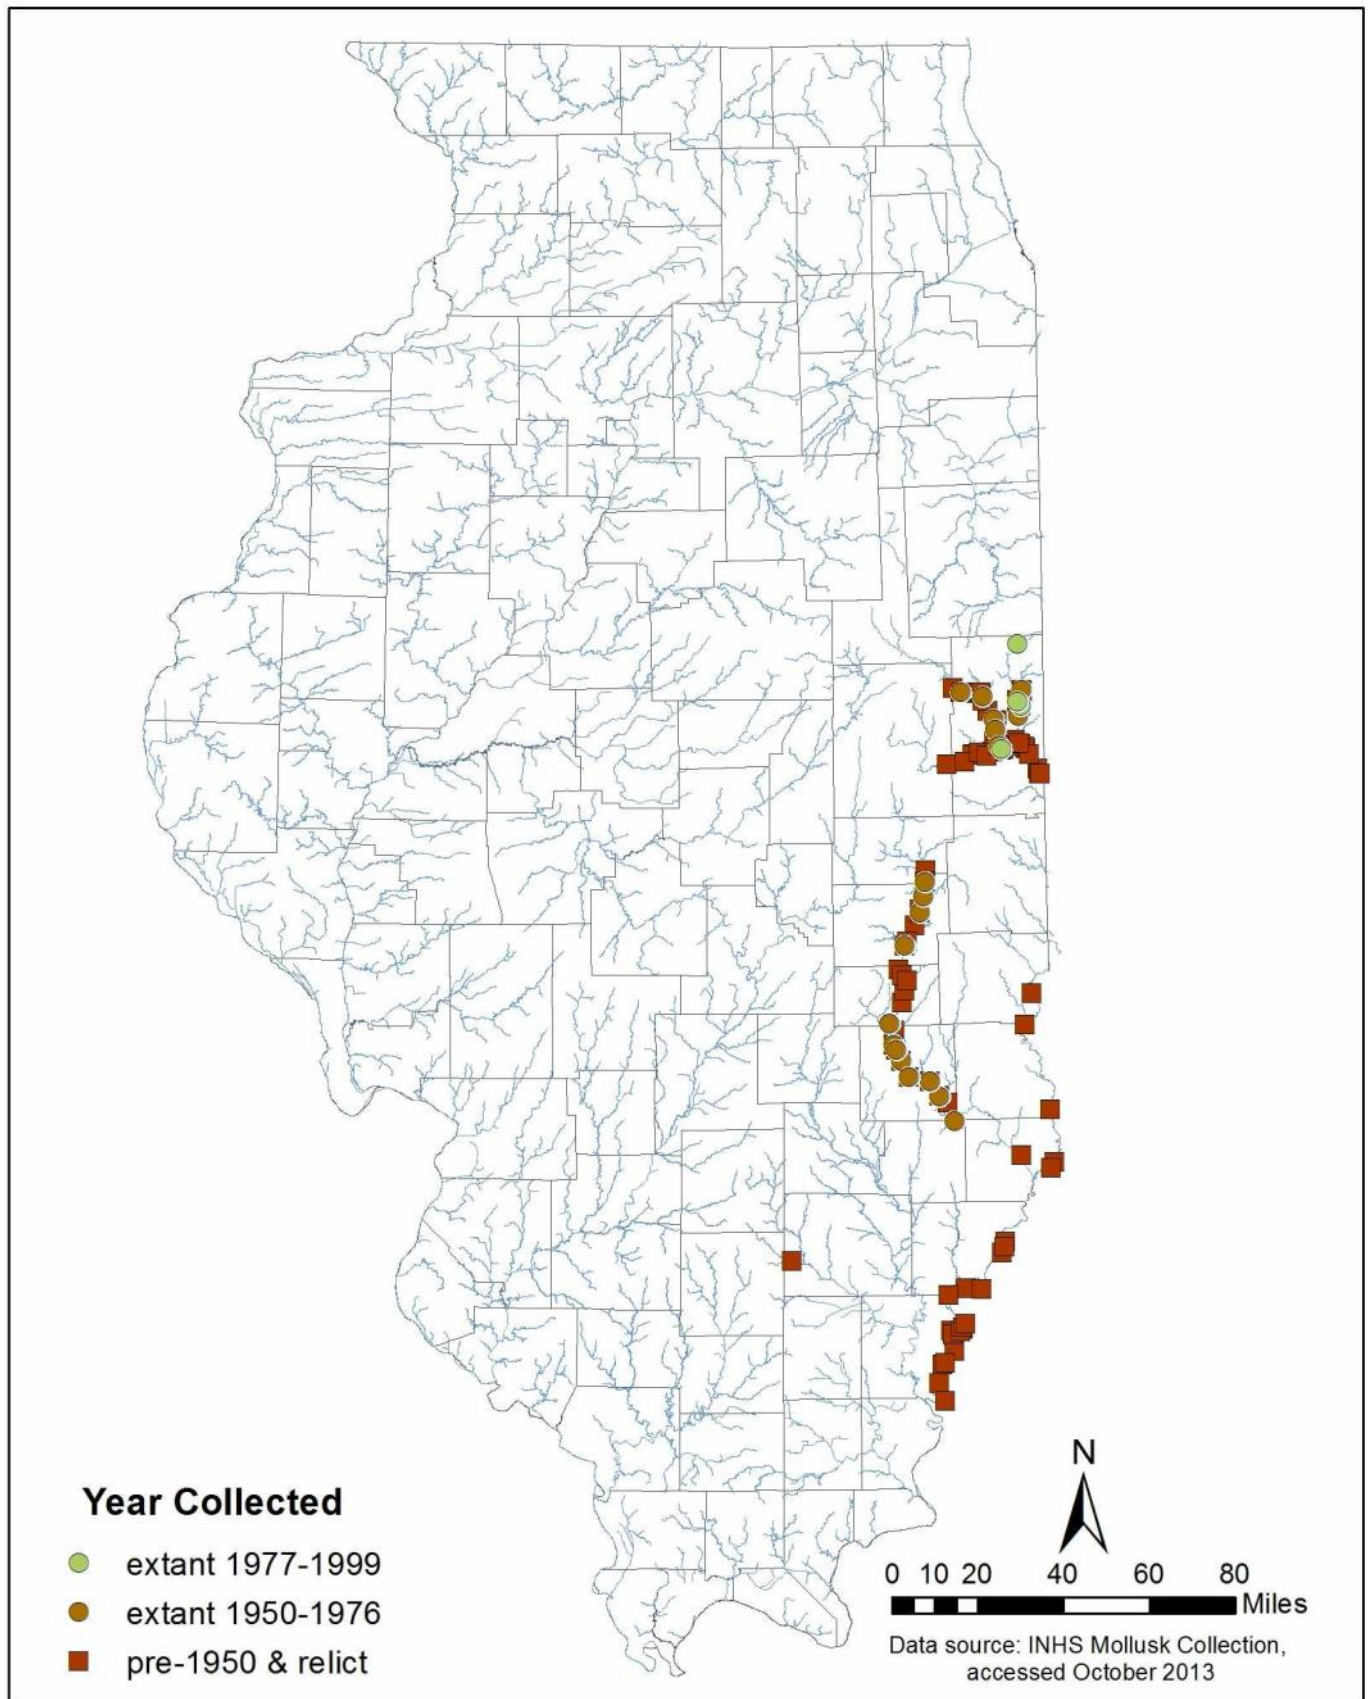 Year Collected
extant 1977-1999
extant 1950-1976
pre-1950 & relict
N
0 10 20 40 60 80
Miles
Data source: INHS Mollusk Collection,
accessed October 2013